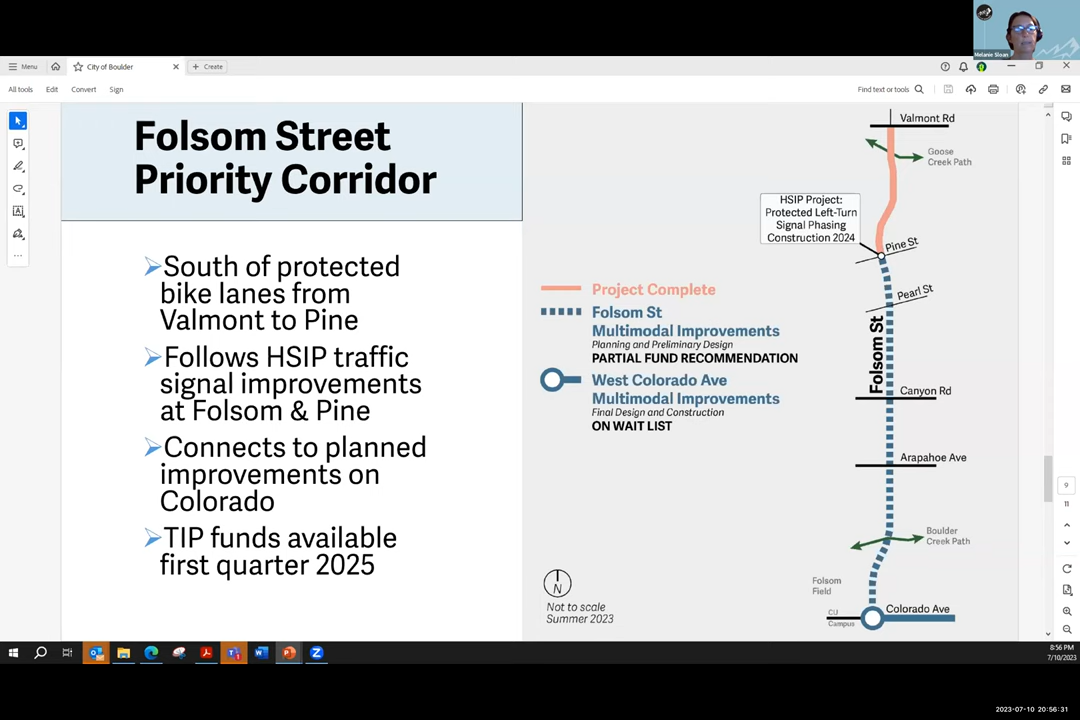 Melanie Sloan
Menu
City of Boulder
Create
All tools
Edit
Convert
Sign
Find text or tools
Folsom Street
Priority Corridor
South of protected
bike lanes from
Valmont to Pine
Follows HSIP traffic
signal improvements
at Folsom & Pine
Connects to planned
improvements on
Colorado
TIP funds available
first quarter 2025
Valmont Rd
Goose
Creek Path
HSIP Project:
Protected Left-Turn
Signal Phasing
Construction 2024
Pine St
Pearl St
Project Complete
Folsom St
Multimodal Improvements
Planning and Preliminary Design
PARTIAL FUND RECOMMENDATION
West Colorado Ave
Multimodal Improvements
Final Design and Construction
ON WAIT LIST
Folsom St
Canyon Rd
Arapahoe Ave
Boulder
Creek Path
Folsom
Field
CU
Campus
Colorado Ave
N
Not to scale
Summer 2023
9
11
8:56 PM
7/10/2023
2023-07-10 20:56:31